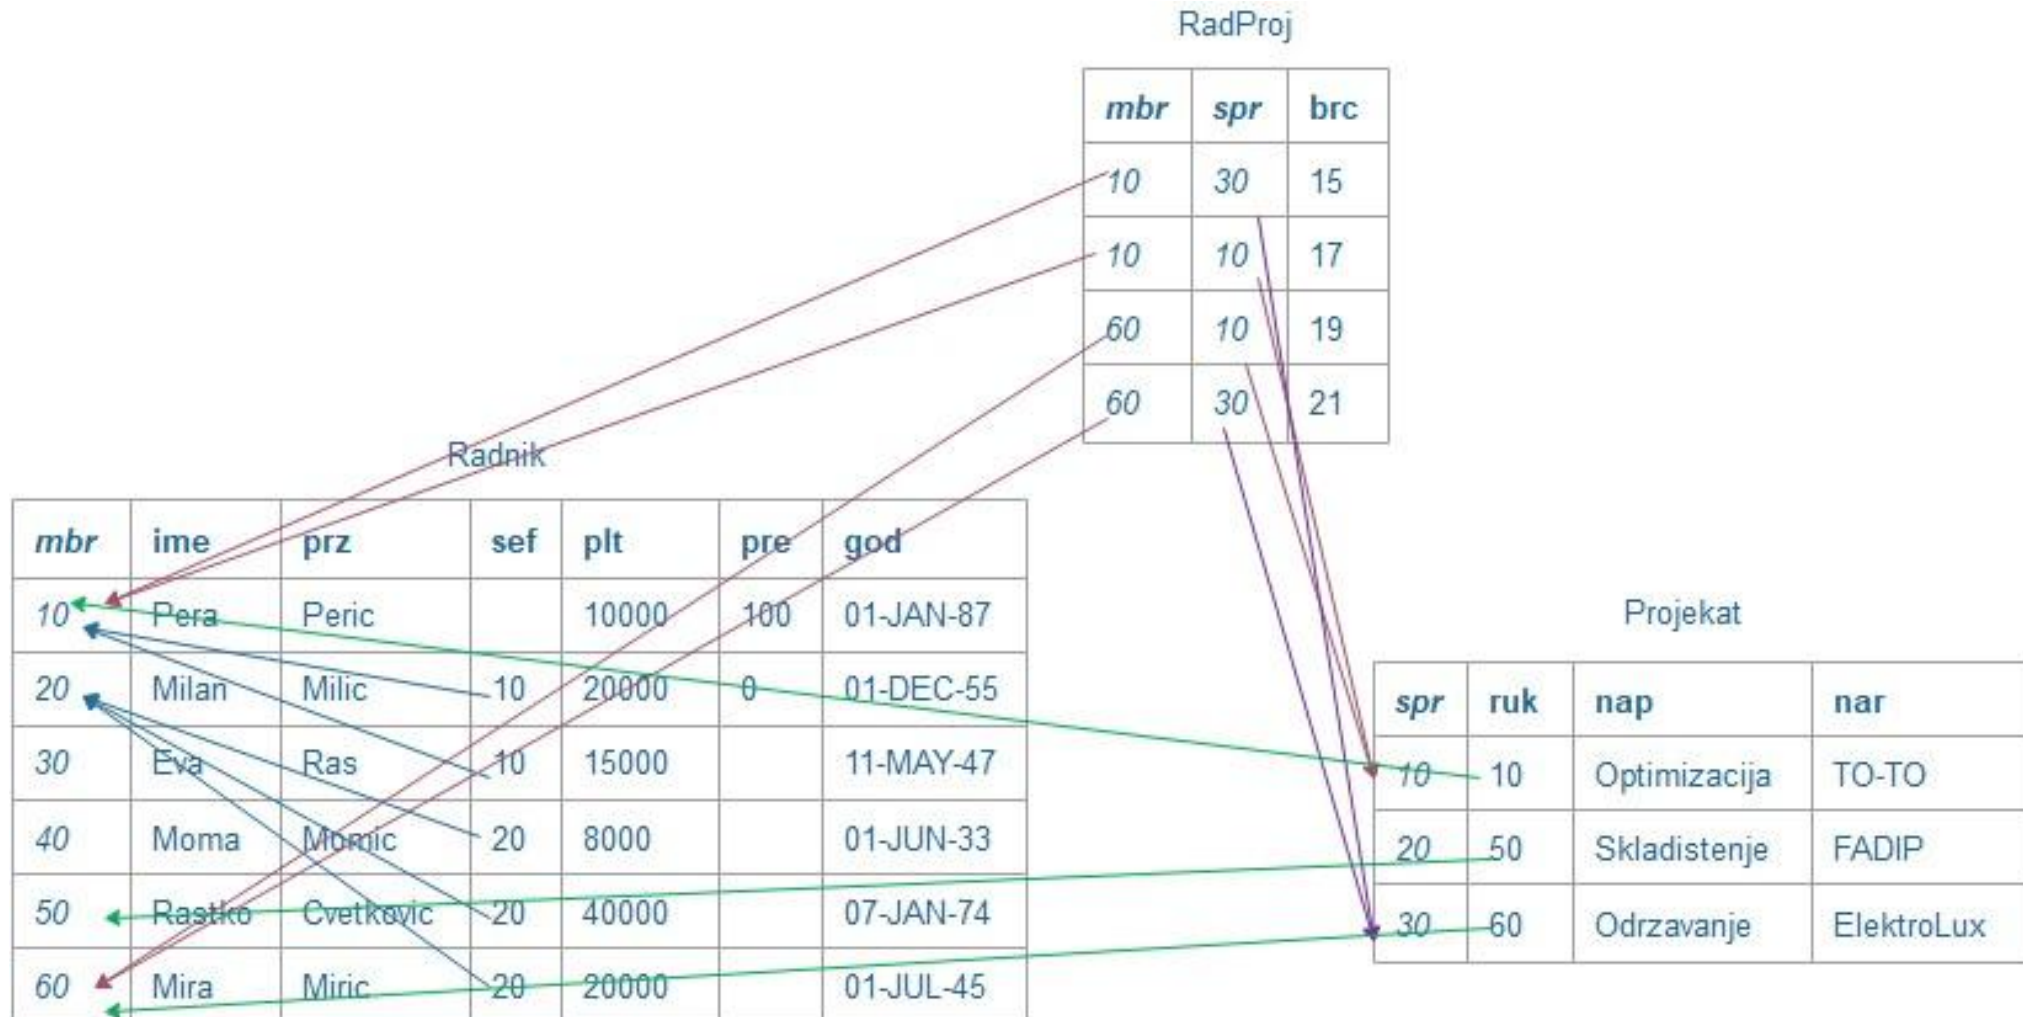 RadProj
mbr spr brc
10 30 15
10 10 17
60 10 19
60 30 21
Radnik
mbr ime prz sef plt pre god
10 Pera Peric 10000 100 01-JAN-87
20 Milan Milic 10 20000 0 01-DEC-55
30 Eva Ras 10 15000 11-MAY-47
40 Moma Momic 20 8000 01-JUN-33
50 Rastko Cvetkovic 20 40000 07-JAN-74
60 Mira Miric 20 20000 01-JUL-45
Projekat
spr ruk nap nar
10 10 Optimizacija TO-TO
20 50 Skladistenje FADIP
30 60 Odrzavanje ElektroLux